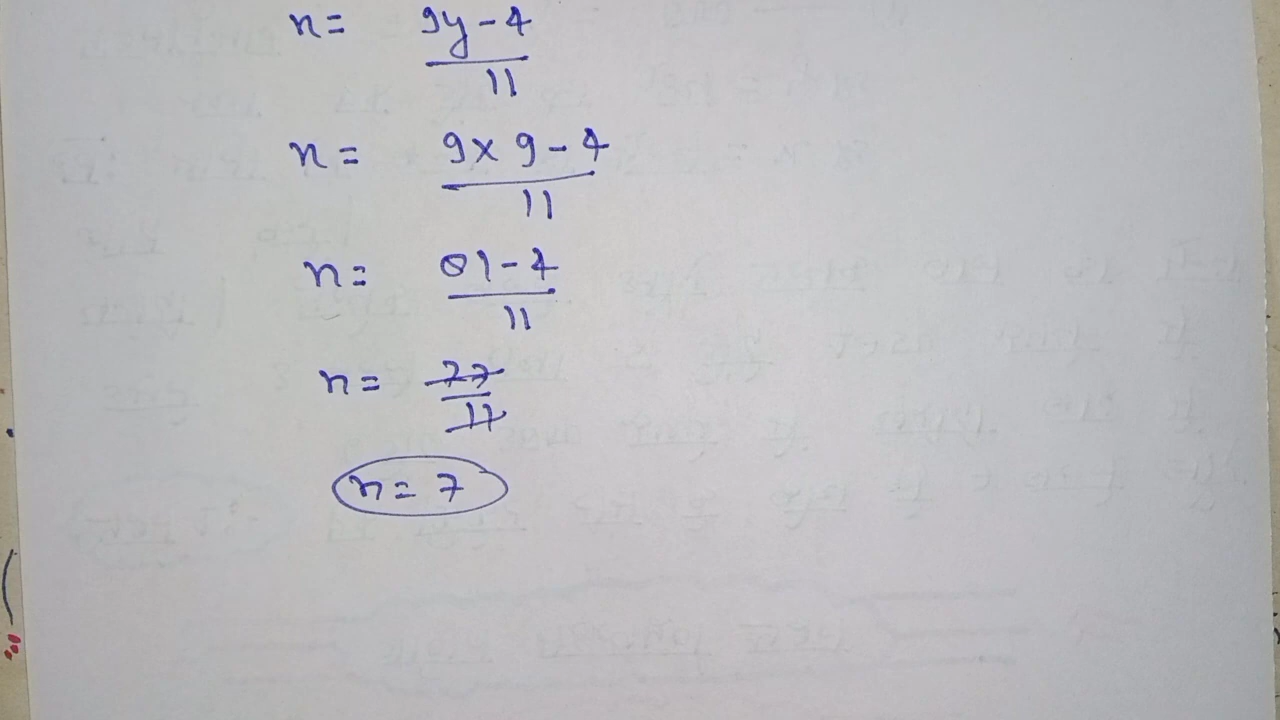 x = 9y - 4
11
x = 9 x 9 - 4
11
x = 81 - 4
11
x = 77
11
x = 7